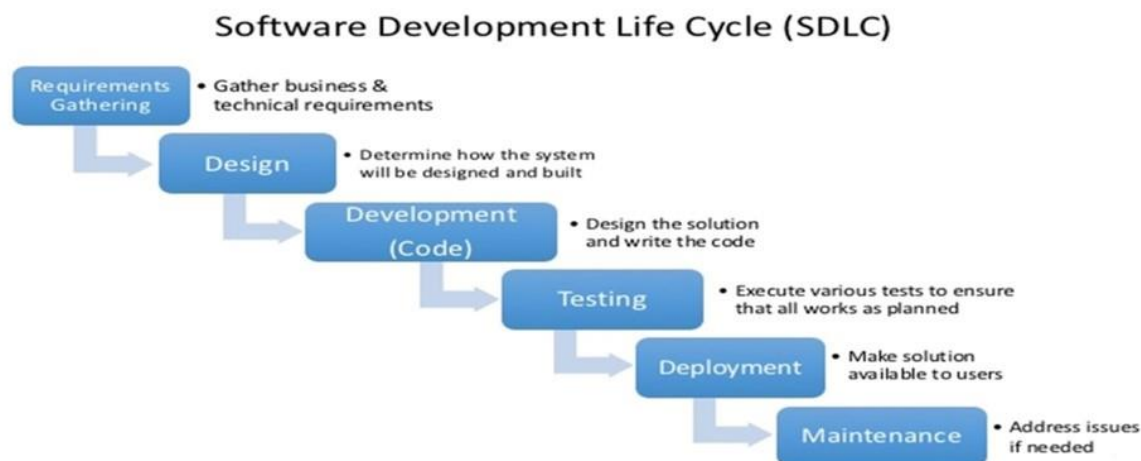 Software Development Life Cycle (SDLC)
Requirements
Gathering
• Gather business &
technical requirements
Design
• Determine how the system
will be designed and built
Development
(Code)
• Design the solution
and write the code
Testing
• Execute various tests to ensure
that all works as planned
Deployment
• Make solution
available to users
Maintenance
• Address issues
if needed